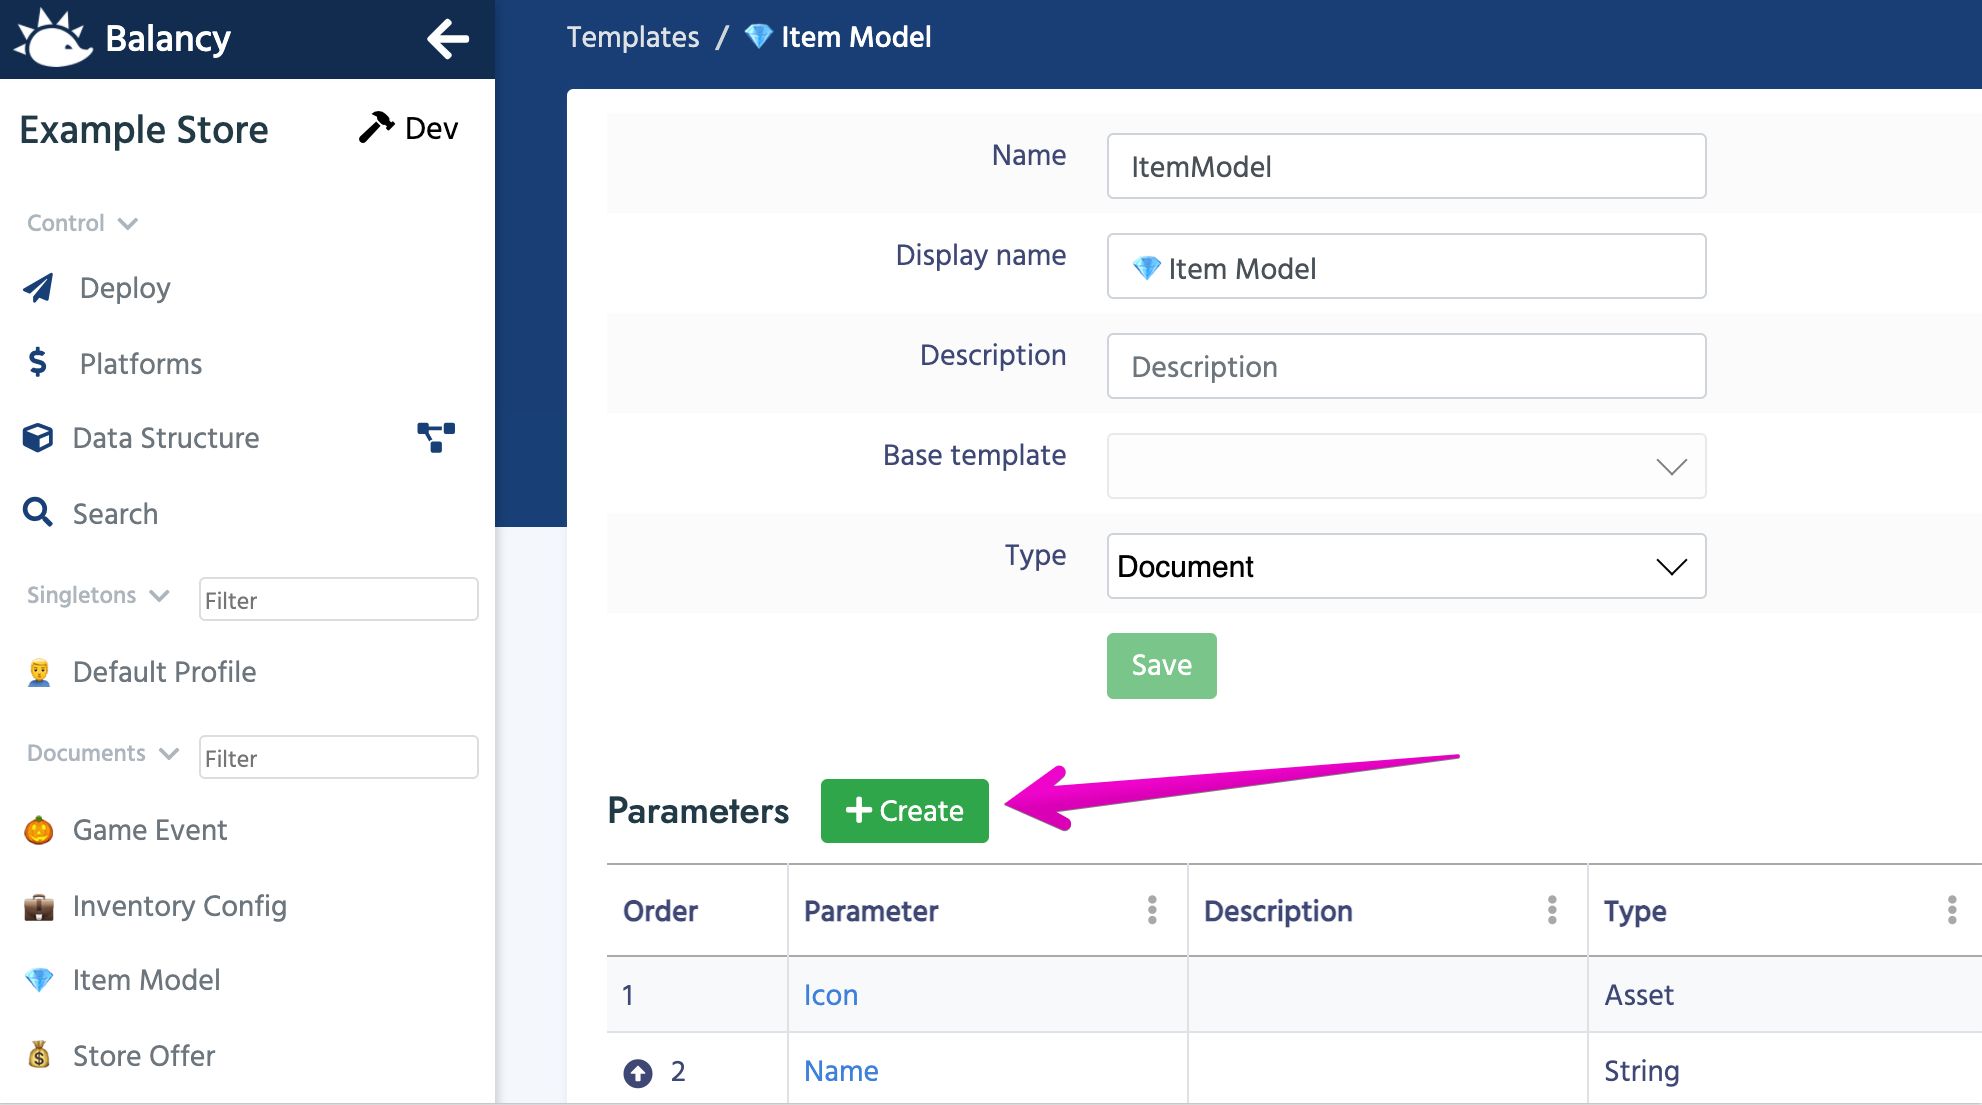 Balancy
Example Store
Dev
Control
Deploy
Platforms
Data Structure
Search
Singletons
Filter
Default Profile
Documents
Filter
Game Event
Inventory Config
Item Model
Store Offer
Templates / Item Model
Name
ItemModel
Display name
Item Model
Description
Description
Base template
Type
Document
Save
Parameters
+ Create
Order Parameter Description Type
1 Icon Asset
2 Name String